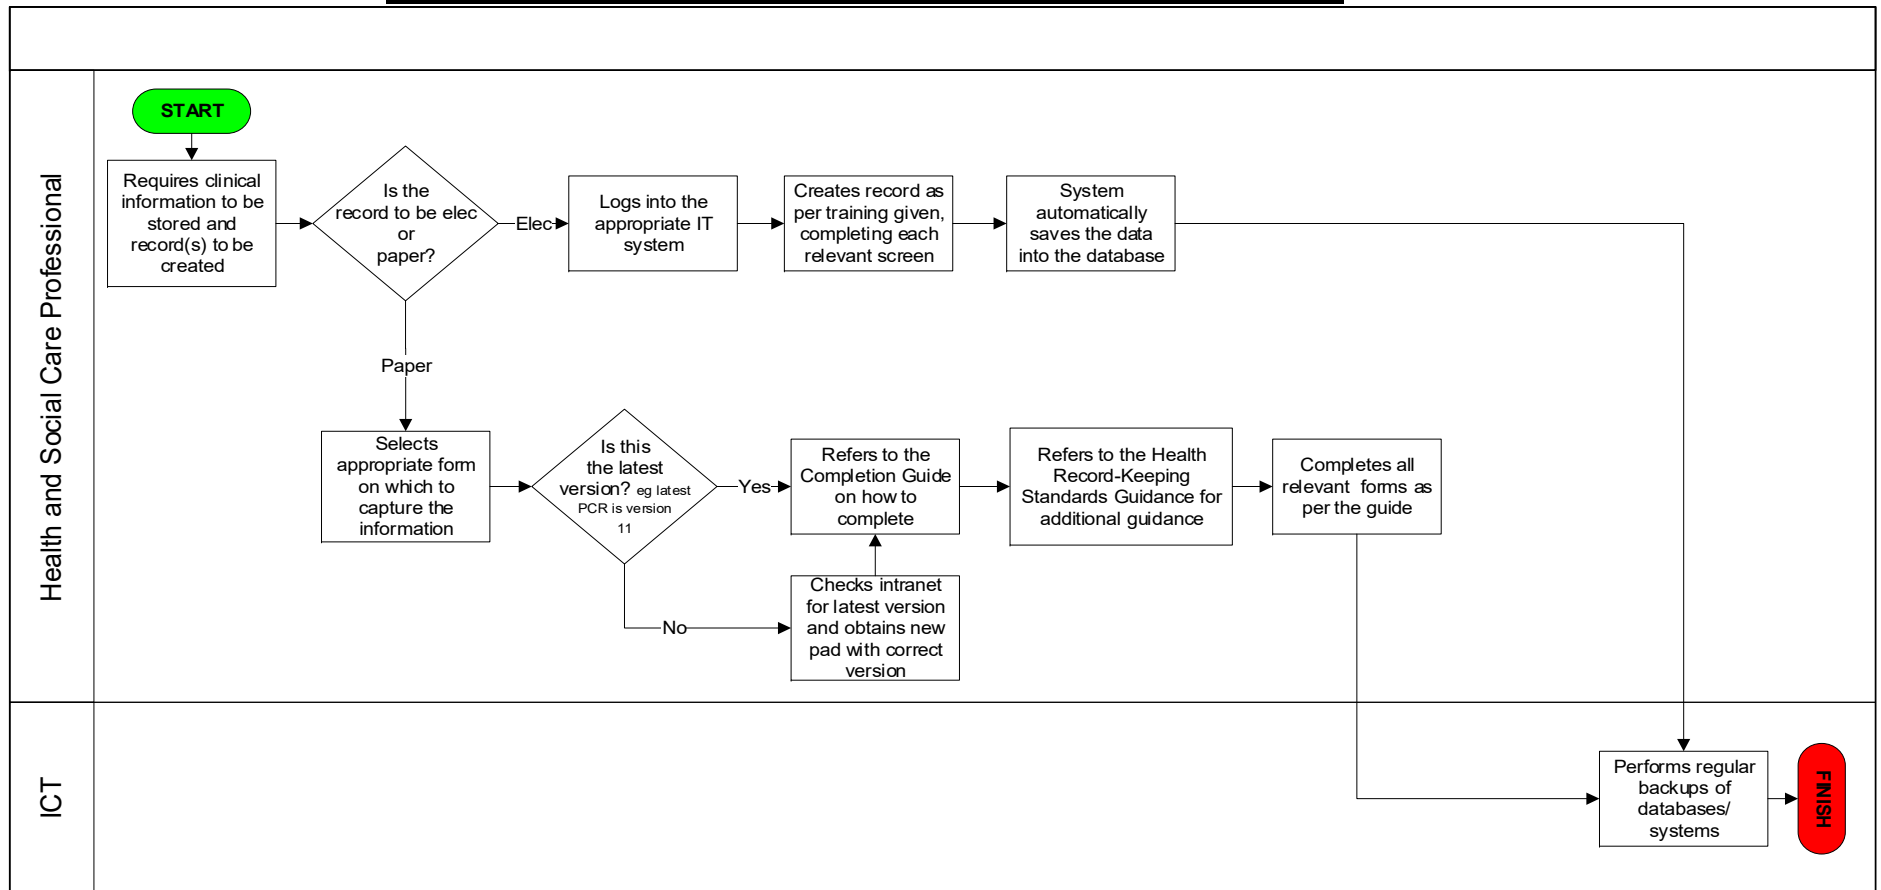 START
Requires clinical
information to be
stored and
record(s) to be
created
Is the
record to be elec
or
paper?
Elec
Logs into the
appropriate IT
system
Creates record as
per training given,
completing each
relevant screen
System
automatically
saves the data
into the database
Health and Social Care Professional
Paper
Selects
appropriate form
on which to
capture the
information
Is this
the latest
version? eg latest
PCR is version
11
Yes
Refers to the
Completion Guide
on how to
complete
Refers to the Health
Record-Keeping
Standards Guidance for
additional guidance
Completes all
relevant forms as
per the guide
No
Checks intranet
for latest version
and obtains new
pad with correct
version
ICT
Performs regular
backups of
databases/
systems
FINISH